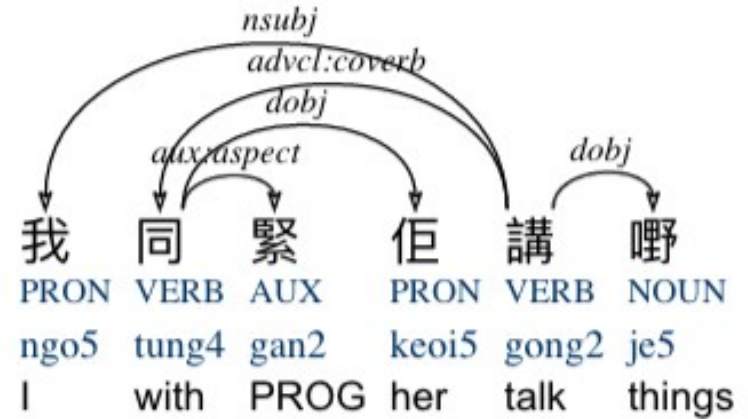 nsubj
advcl:coverb
dobj
aux:aspect dobj
我 同 緊 佢 講 嘢
PRON VERB AUX PRON VERB NOUN
ngo5 tung4 gan2 keoi5 gong2 je5
I with PROG her talk things